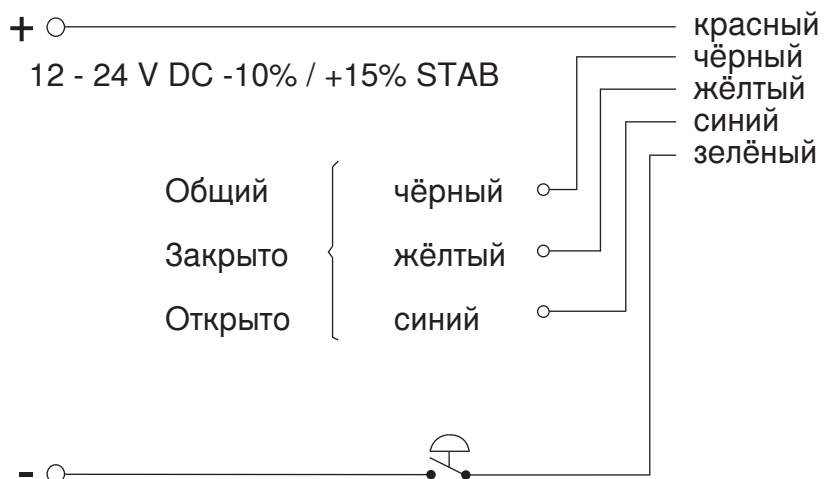 + красный
чёрный
12 - 24 V DC -10% / +15% STAB
жёлтый
синий
зелёный
Общий чёрный
Закрыто жёлтый
Открыто синий
-